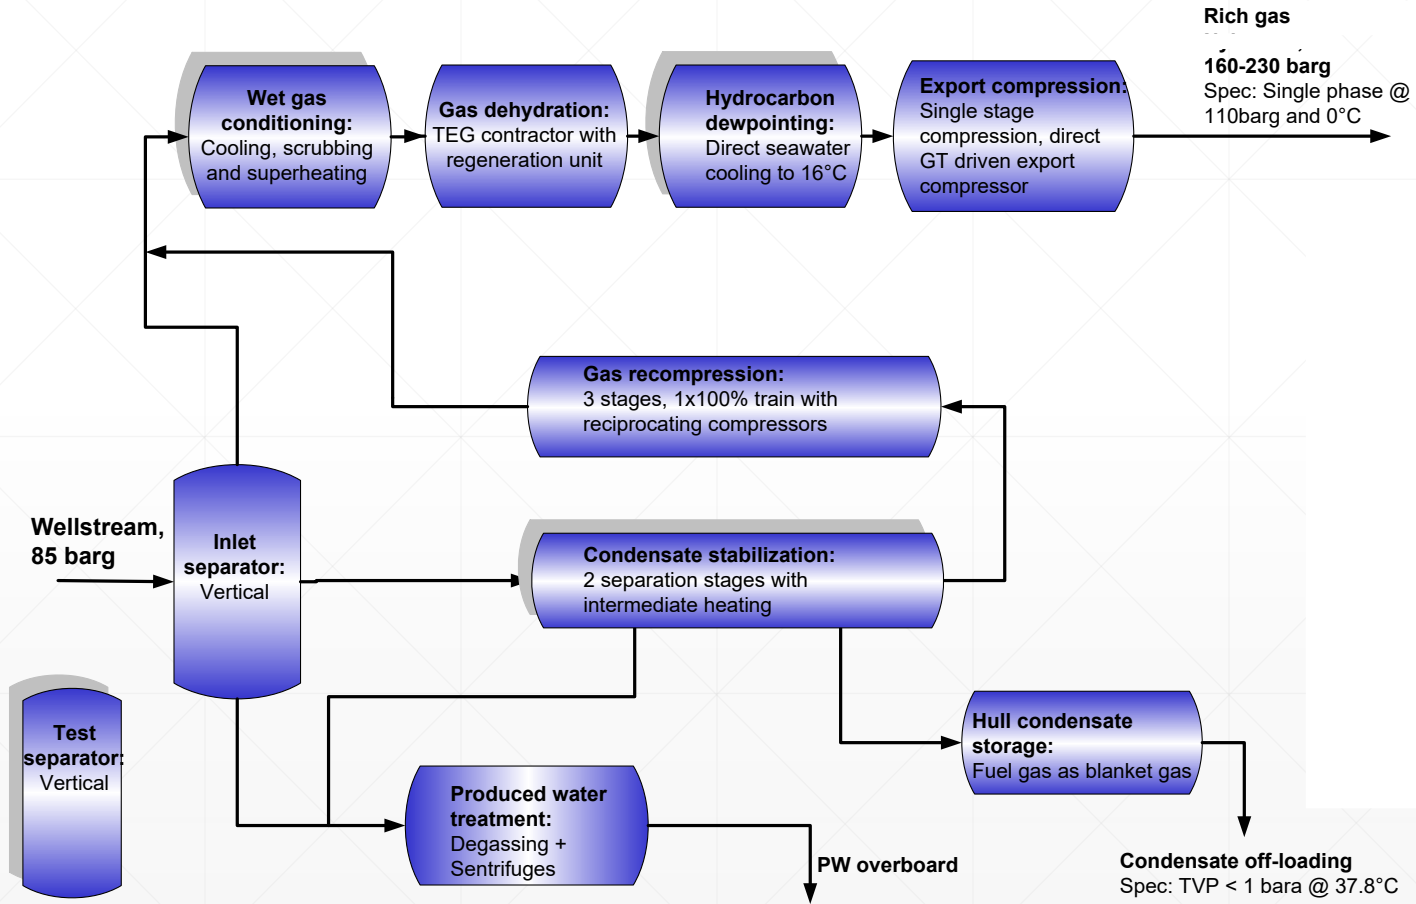 Rich gas
160-230 barg
Spec: Single phase @
110barg and 0°C
Wet gas
conditioning:
Cooling, scrubbing
and superheating
Gas dehydration:
TEG contractor with
regeneration unit
Hydrocarbon
dewpointing:
Direct seawater
cooling to 16°C
Export compression:
Single stage
compression, direct
GT driven export
compressor
Gas recompression:
3 stages, 1x100% train with
reciprocating compressors
Wellstream,
85 barg
Inlet
separator:
Vertical
Condensate stabilization:
2 separation stages with
intermediate heating
Test
separator:
Vertical
Hull condensate
storage:
Fuel gas as blanket gas
Produced water
treatment:
Degassing +
Sentrifuges
PW overboard
Condensate off-loading
Spec: TVP < 1 bara @ 37.8°C